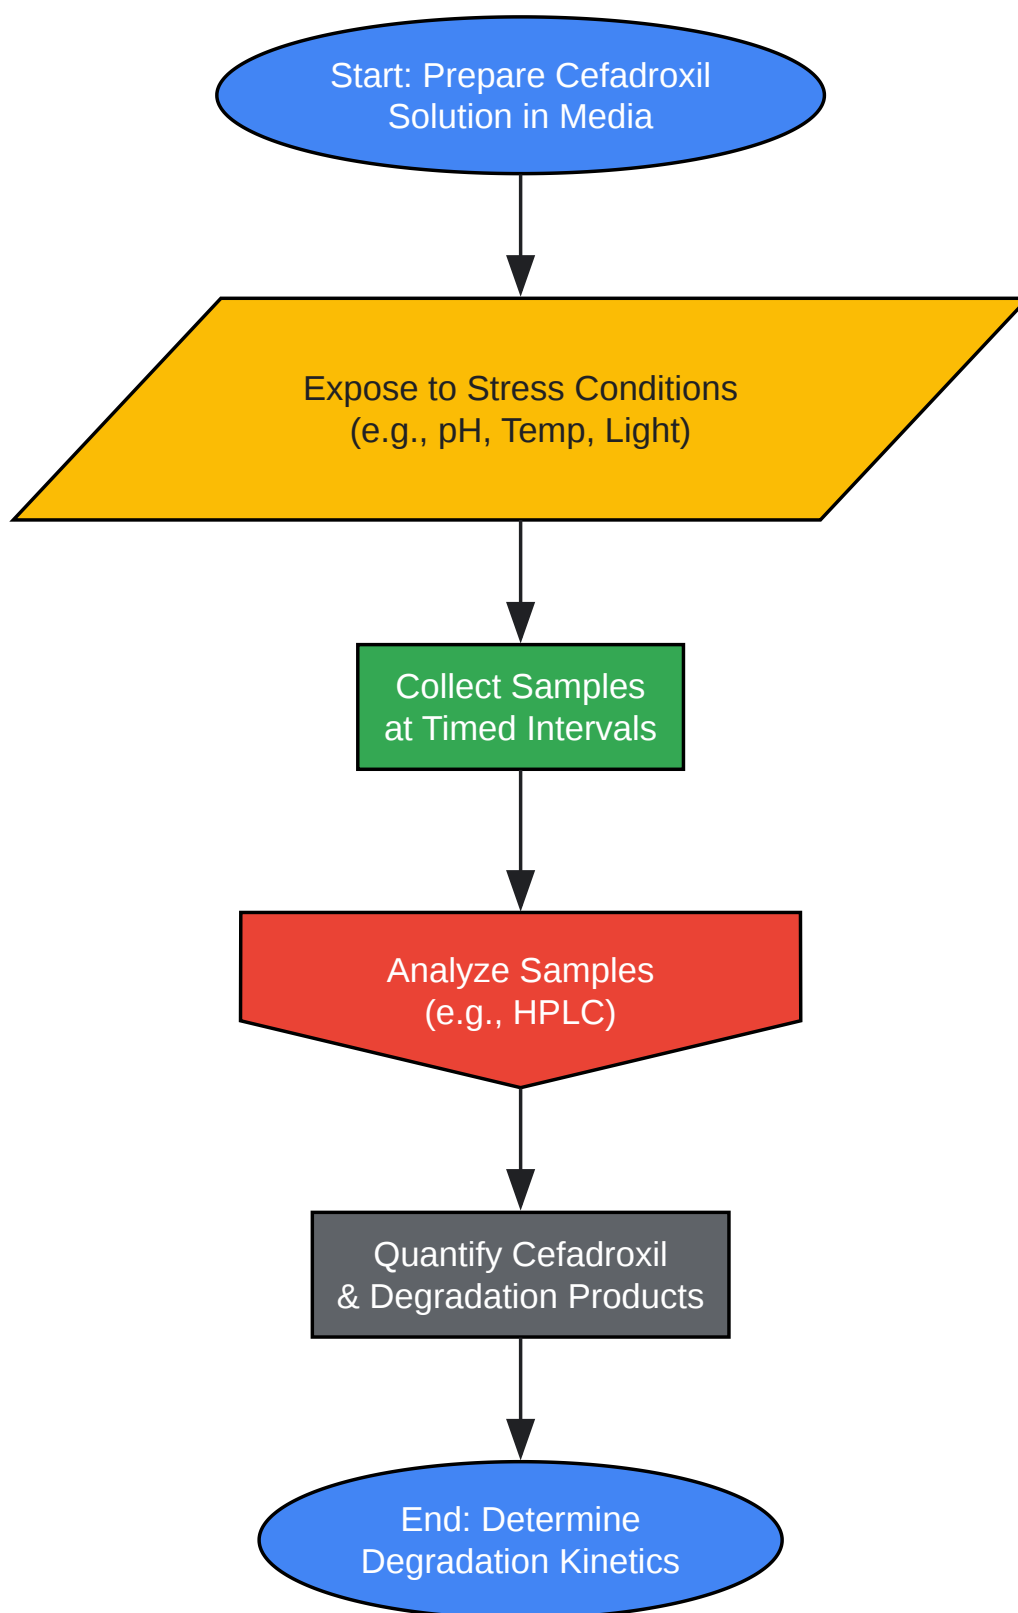 Start: Prepare Cefadroxil
Solution in Media
Expose to Stress Conditions
(e.g., pH, Temp, Light)
Collect Samples
at Timed Intervals
Analyze Samples
(e.g., HPLC)
Quantify Cefadroxil
& Degradation Products
End: Determine
Degradation Kinetics